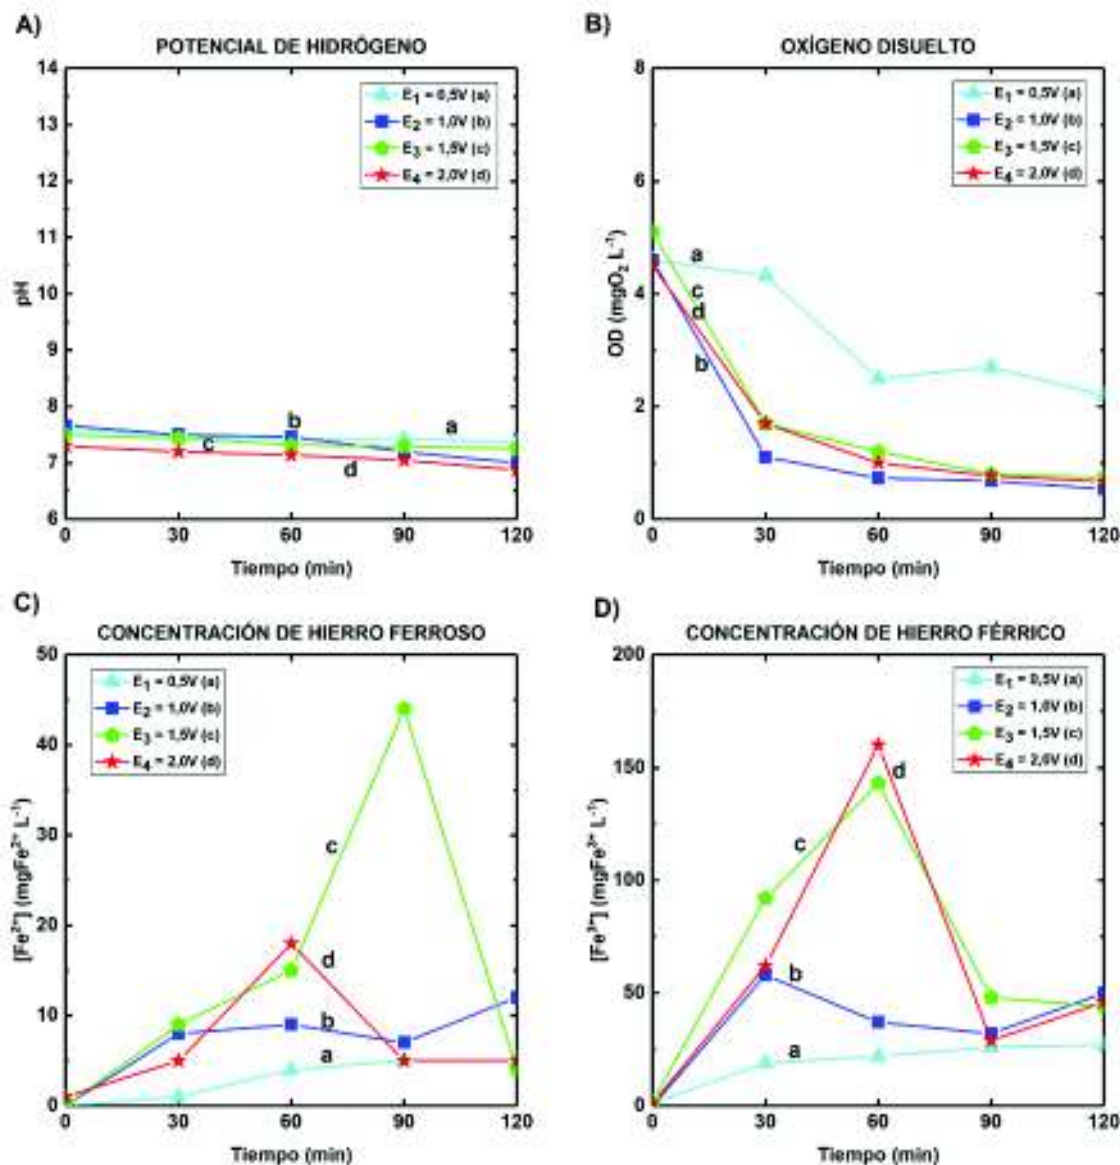 A)
POTENCIAL DE HIDRÓGENO
14
13
12
11
10
9
8
7
6
pH
E1 = 0,5V (a)
E2 = 1,0V (b)
E3 = 1,5V (c)
E4 = 2,0V (d)
b
a
c
d
0 30 60 90 120
Tiempo (min)
B)
OXÍGENO DISUELTO
8
6
4
2
0
OD (mgO2 L-1)
E1 = 0,5V (a)
E2 = 1,0V (b)
E3 = 1,5V (c)
E4 = 2,0V (d)
a
c
d
b
0 30 60 90 120
Tiempo (min)
C)
CONCENTRACIÓN DE HIERRO FERROSO
50
40
30
20
10
0
[Fe2+] (mgFe2+ L-1)
E1 = 0,5V (a)
E2 = 1,0V (b)
E3 = 1,5V (c)
E4 = 2,0V (d)
c
d
b
a
0 30 60 90 120
Tiempo (min)
D)
CONCENTRACIÓN DE HIERRO FÉRRICO
200
150
100
50
0
[Fe3+] (mgFe3+ L-1)
E1 = 0,5V (a)
E2 = 1,0V (b)
E3 = 1,5V (c)
E4 = 2,0V (d)
d
c
b
a
0 30 60 90 120
Tiempo (min)